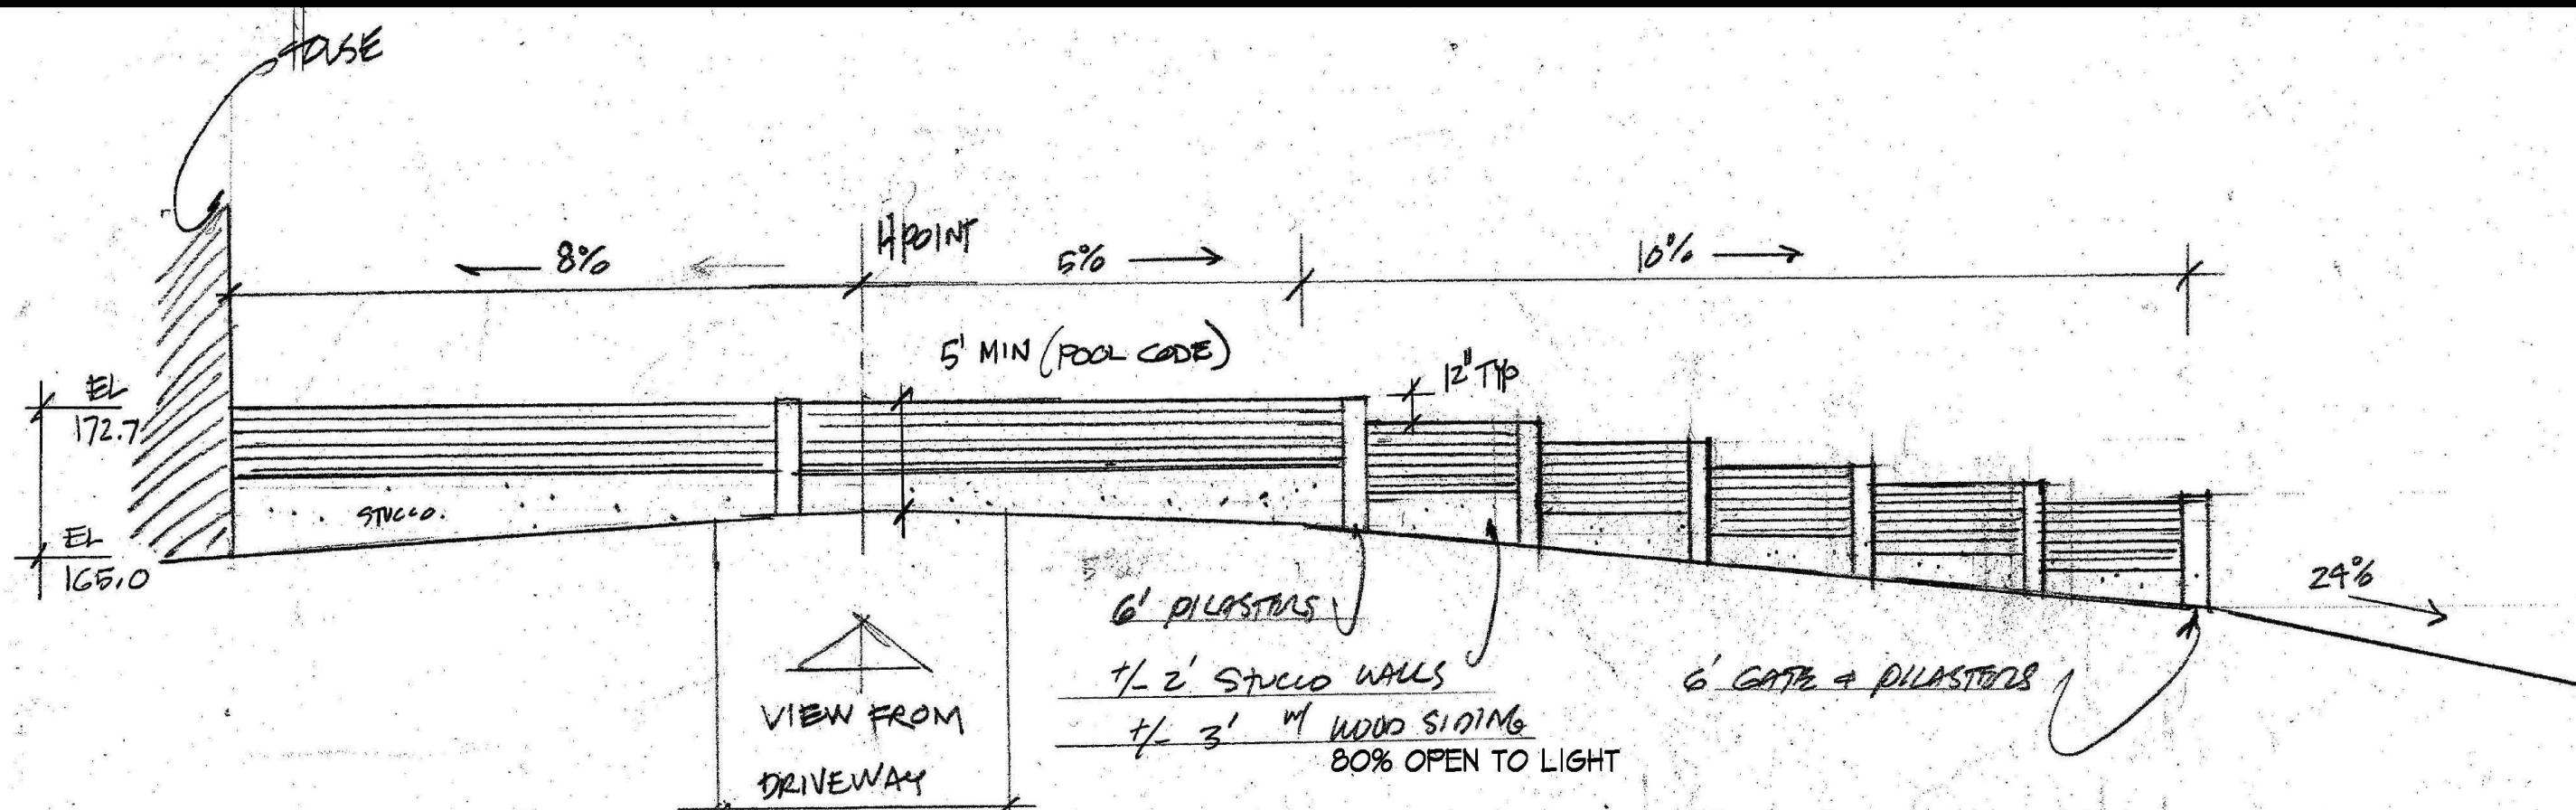 HOUSE
8%
H POINT
5%
10%
5' MIN (POOL CODE)
12" TYP
EL
172.7
STUCCO.
EL
165.0
6' PILASTERS
+/- 2' STUCCO WALLS
+/- 3' w/ WOOD SIDING
80% OPEN TO LIGHT
6' GATE & PILASTERS
24%
VIEW FROM
DRIVEWAY